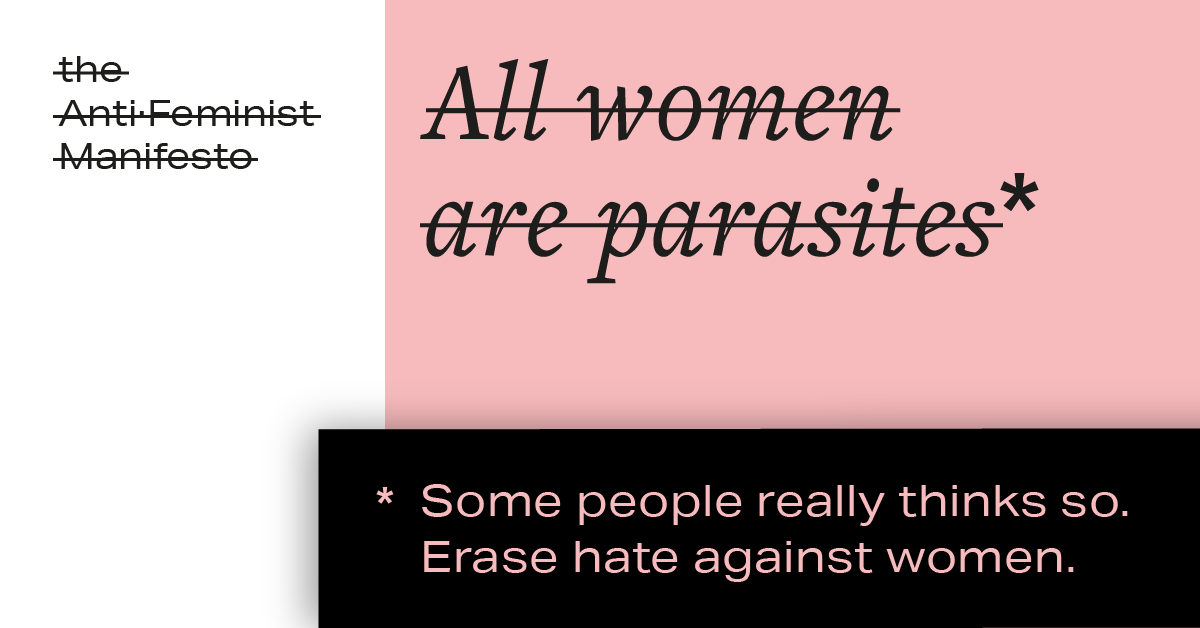 the
Anti-Feminist
Manifesto
All women
are parasites*
* Some people really thinks so.
Erase hate against women.